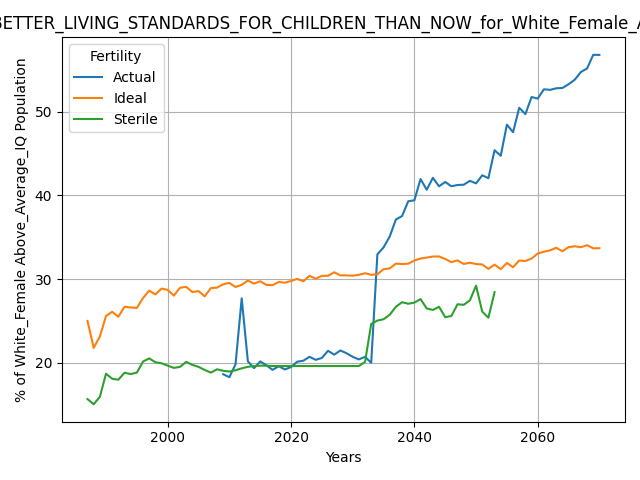 BETTER_LIVING_STANDARDS_FOR_CHILDREN_THAN_NOW_for_White_Female_A
Fertility
Actual
Ideal
Sterile
% of White_Female Above_Average_IQ Population
50
40
30
20
2000 2020 2040 2060
Years